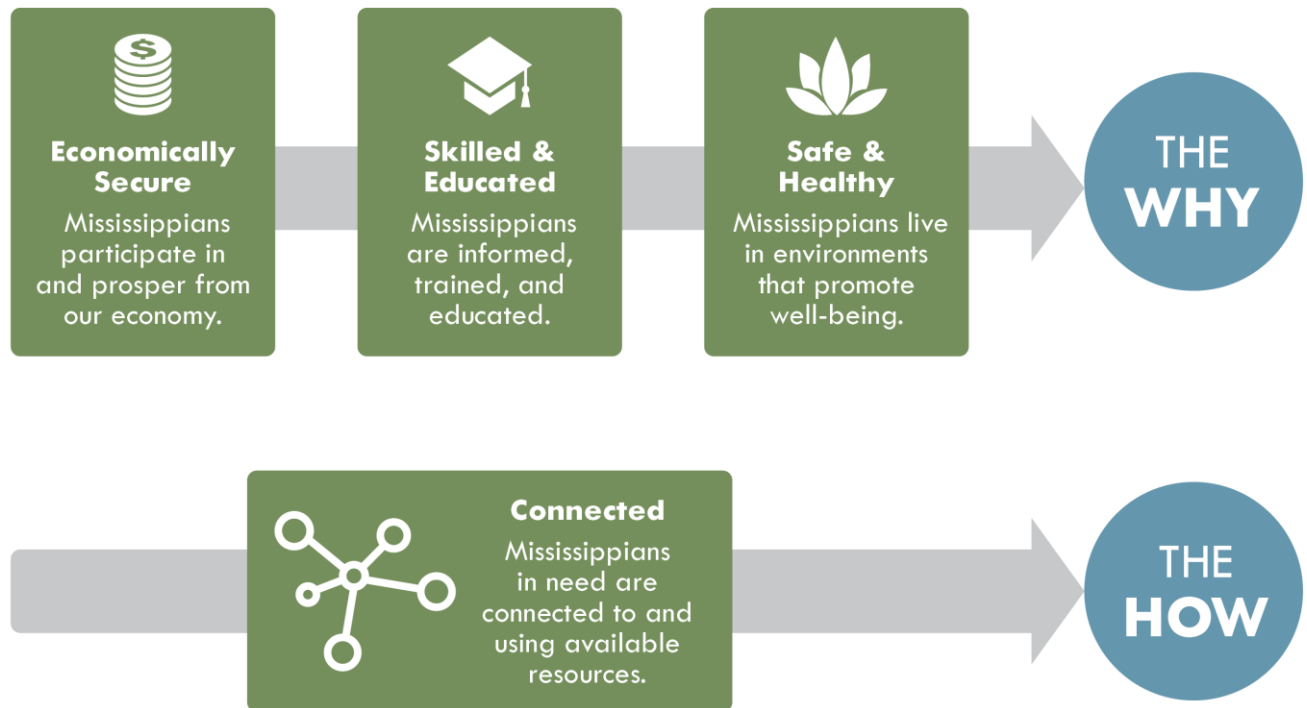 $
Economically
Secure
Mississippians
participate in
and prosper from
our economy.
Skilled &
Educated
Mississippians
are informed,
trained, and
educated.
Safe &
Healthy
Mississippians live
in environments
that promote
well-being.
THE
WHY
Connected
Mississippians
in need are
connected to and
using available
resources.
THE
HOW